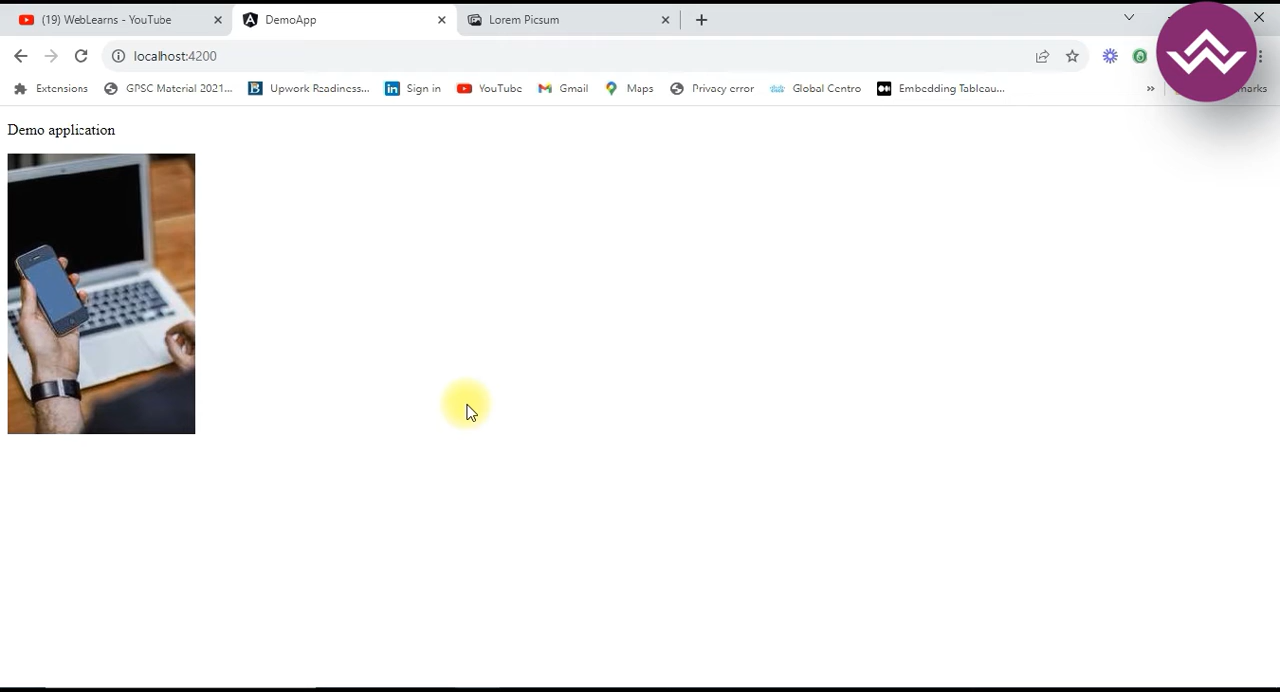 (19) WebLearns - YouTube
DemoApp
Lorem Picsum
localhost:4200
Extensions
GPSC Material 2021...
Upwork Readiness...
Sign in
YouTube
Gmail
Maps
Privacy error
Global Centro
Embedding Tableau...
»
Demo application